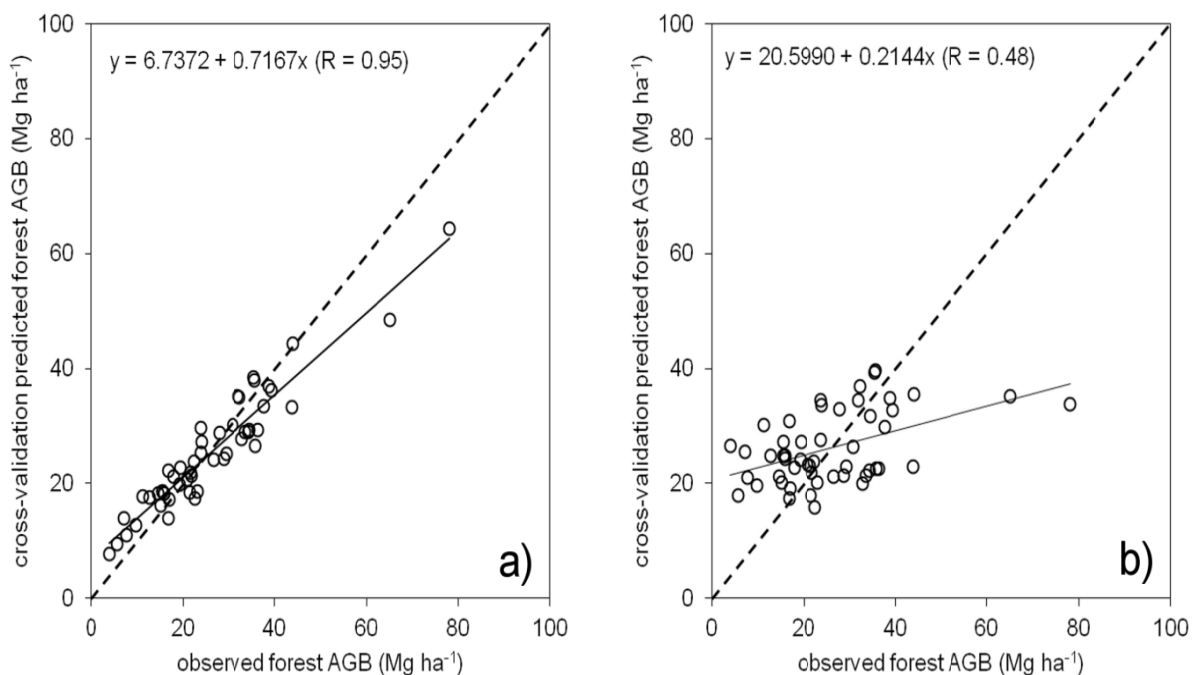 y = 6.7372 + 0.7167x (R = 0.95)
cross-validation predicted forest AGB (Mg ha⁻¹)
100
80
60
40
20
0
0 20 40 60 80 100
observed forest AGB (Mg ha⁻¹)
a)
y = 20.5990 + 0.2144x (R = 0.48)
cross-validation predicted forest AGB (Mg ha⁻¹)
100
80
60
40
20
0
0 20 40 60 80 100
observed forest AGB (Mg ha⁻¹)
b)